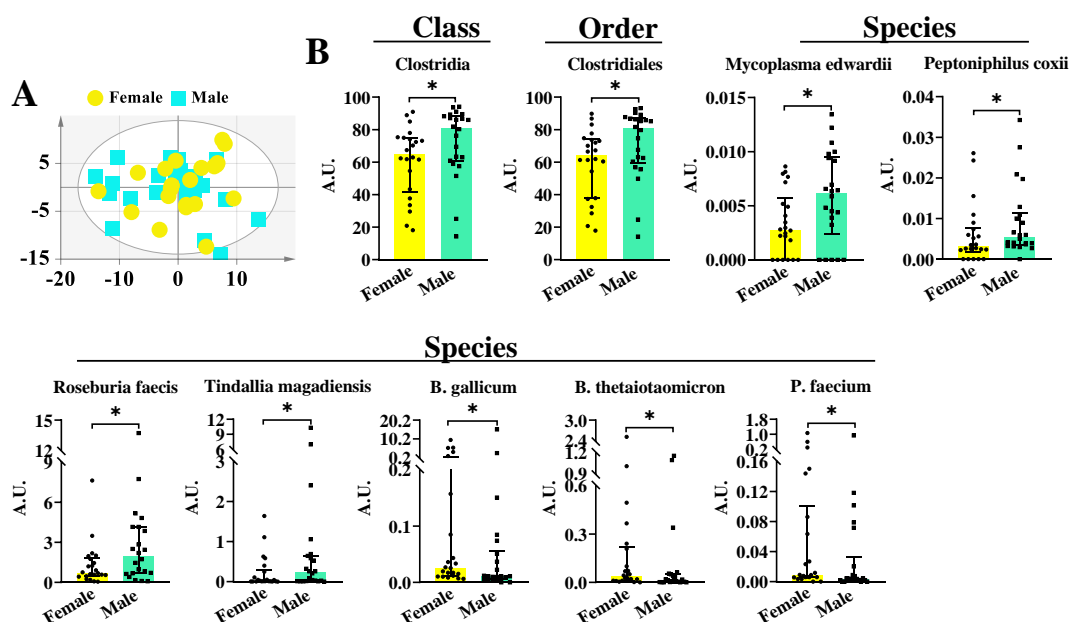 A
Female Male
5
-5
-15
-20 -10 0 10
B
Class Order Species
Clostridia
*
A.U.
100
80
60
40
20
0
Female Male
Clostridiales
*
A.U.
100
80
60
40
20
0
Female Male
Mycoplasma edwardii
*
A.U.
0.015
0.010
0.005
0.000
Female Male
Peptoniphilus coxii
*
A.U.
0.04
0.03
0.02
0.01
0.00
Female Male
Species
Roseburia faecis
*
A.U.
15
12
9
6
3
0
Female Male
Tindallia magadiensis
*
A.U.
12
9
6
3
2
1
0
Female Male
B. gallicum
*
A.U.
20.2
10.2
0.2
0.2
0.1
0.0
Female Male
B. thetaiotaomicron
*
A.U.
3.0
2.4
1.2
0.9
0.6
0.3
0.0
Female Male
P. faecium
*
A.U.
1.8
1.0
0.2
0.16
0.12
0.08
0.04
0.00
Female Male